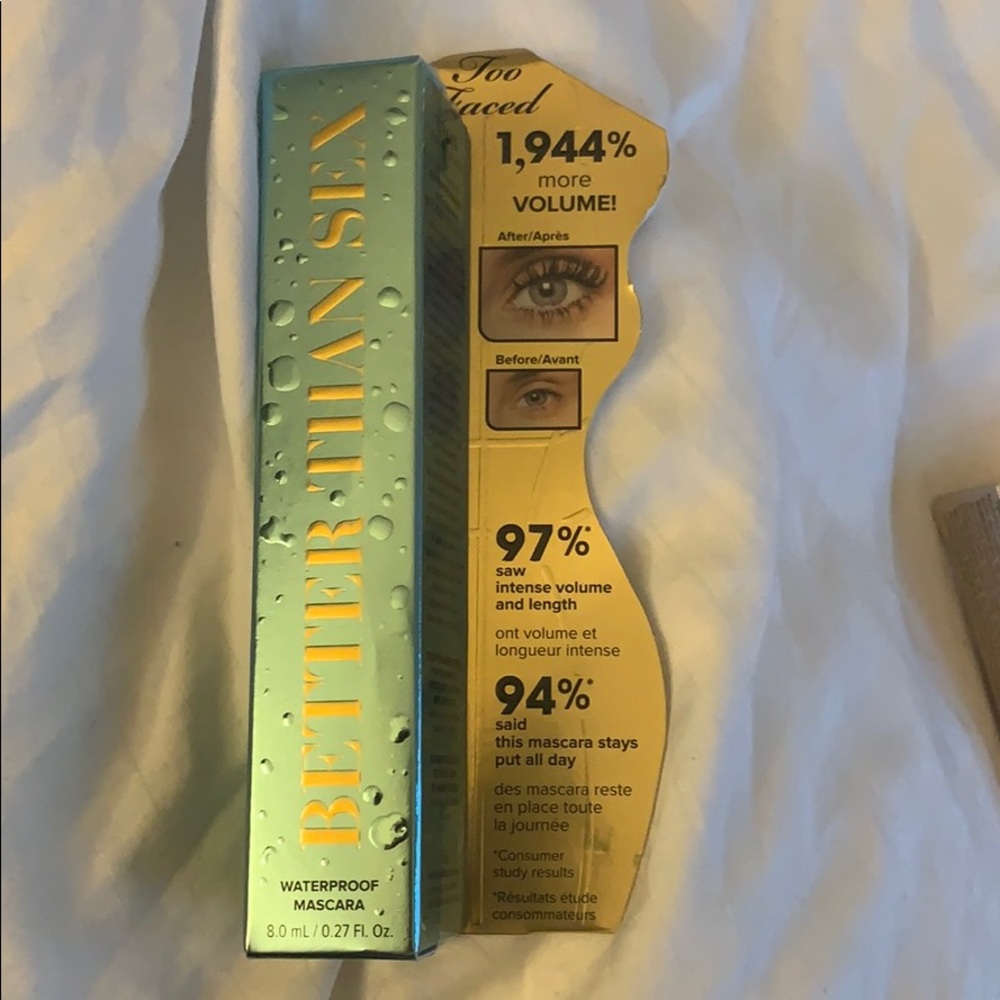 BETTER THAN SEX
WATERPROOF
MASCARA
8.0 mL / 0.27 Fl. Oz.
Too
Faced
1,944%
more
VOLUME!
After/Après
Before/Avant
97%*
saw
intense volume
and length
ont volume et
longueur intense
94%*
said
this mascara stays
put all day
des mascara reste
en place toute
la journée
*Consumer
study results
*Résultats étude
consommateurs